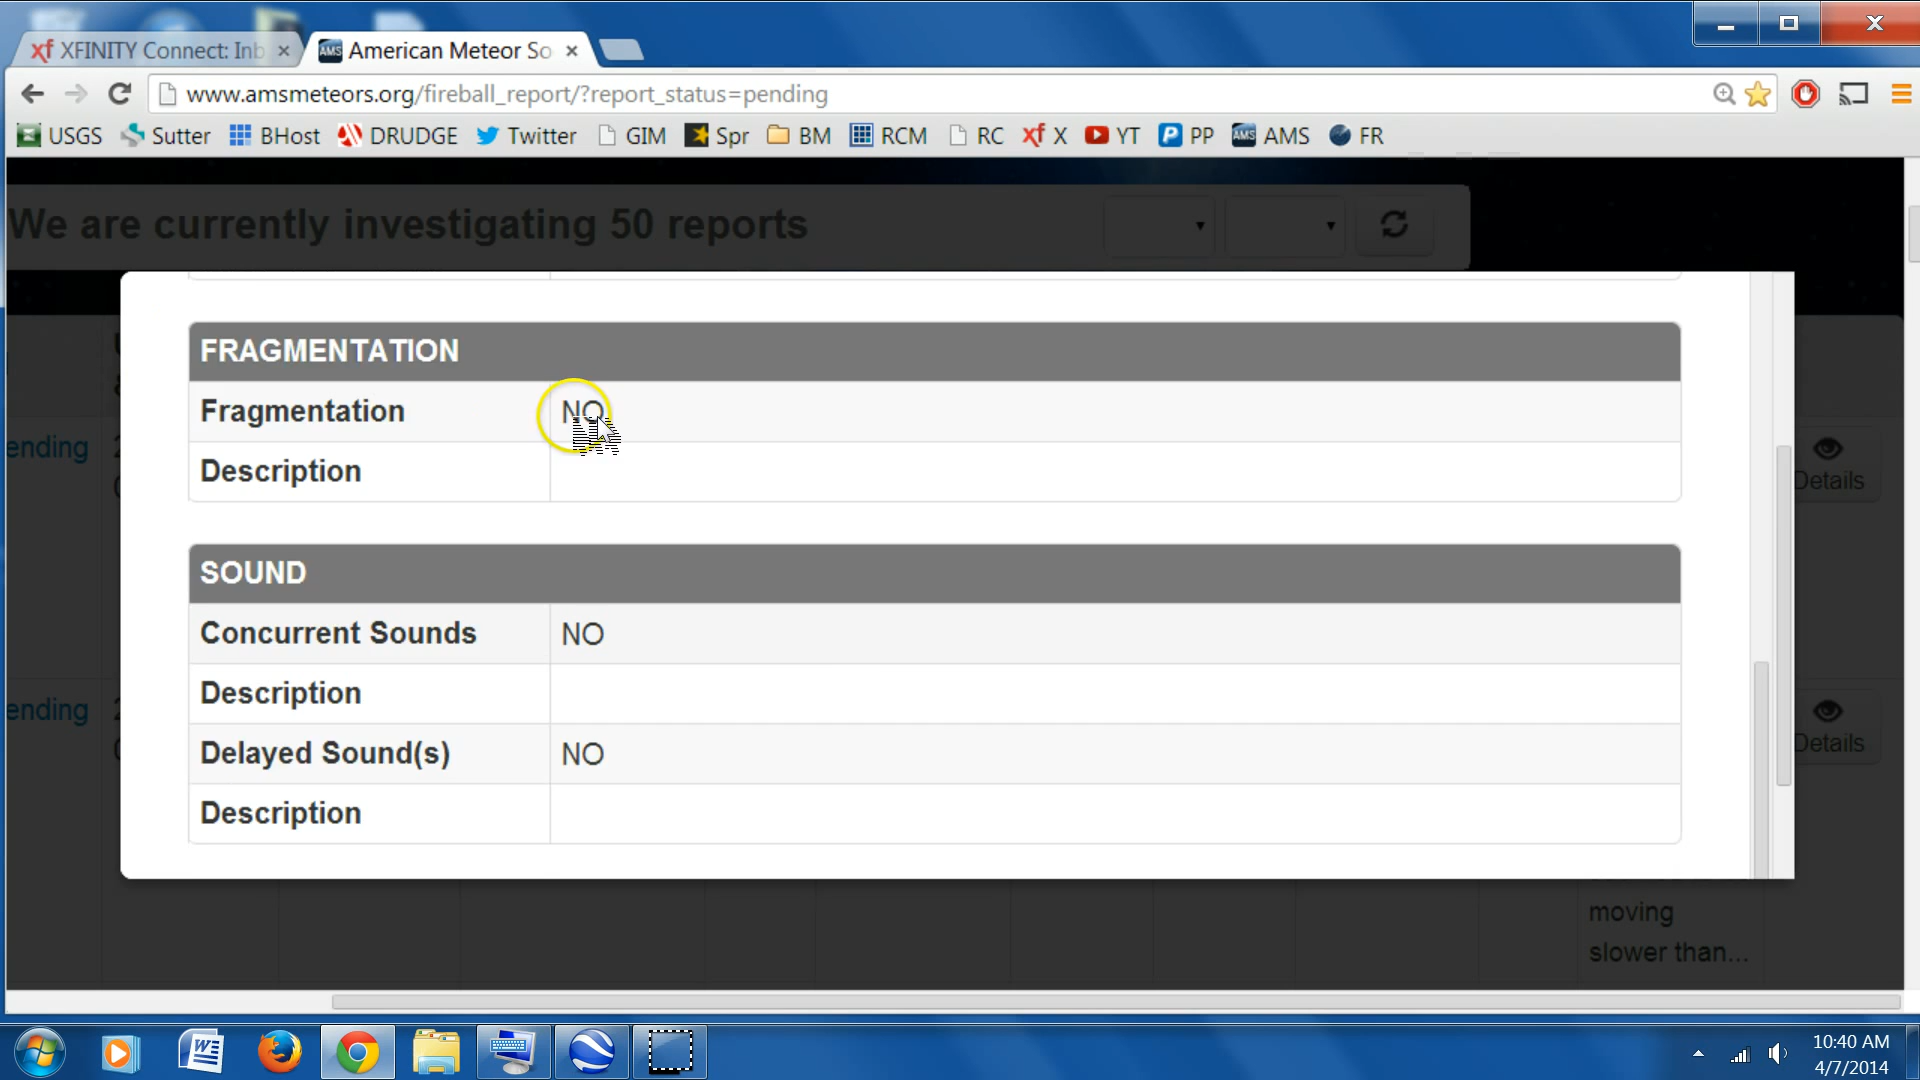 XFINITY Connect: Inb
American Meteor So
www.amsmeteors.org/fireball_report/?report_status=pending
USGS Sutter BHost DRUDGE Twitter GIM Spr BM RCM RC X YT PP AMS FR
We are currently investigating 50 reports
FRAGMENTATION
Fragmentation NO
Description
SOUND
Concurrent Sounds NO
Description
Delayed Sound(s) NO
Description
ending
Details
ending
Details
moving
slower than...
10:40 AM
4/7/2014